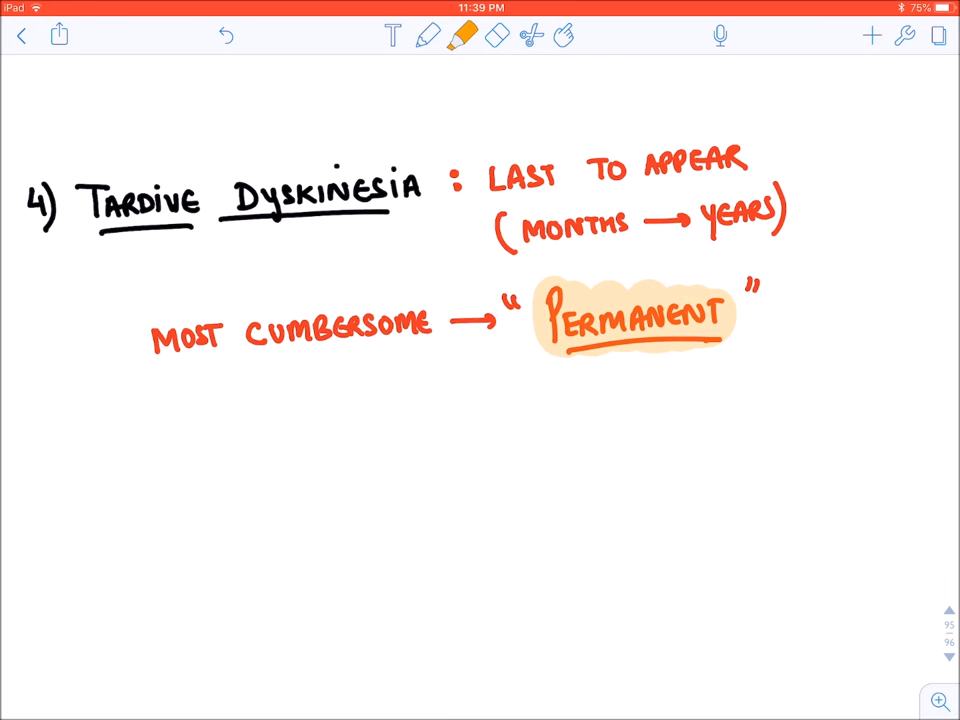 iPad 11:39 PM 75%
4) TARDIVE DYSKINESIA : LAST TO APPEAR
(MONTHS → YEARS)
MOST CUMBERSOME → " PERMANENT "
95
96